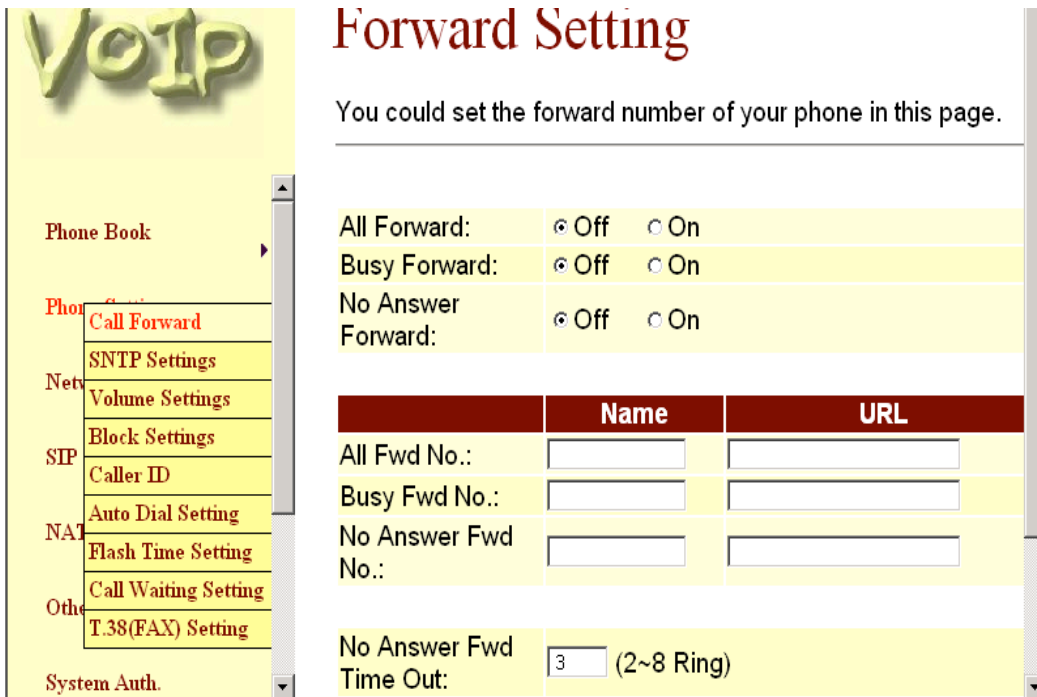 VOIP
Forward Setting
You could set the forward number of your phone in this page.
Phone Book
Call Forward
SNTP Settings
Volume Settings
Block Settings
SIP
Caller ID
Auto Dial Setting
Flash Time Setting
Call Waiting Setting
T.38(FAX) Setting
System Auth.
All Forward: Off On
Busy Forward: Off On
No Answer
Forward: Off On
Name URL
All Fwd No.:
Busy Fwd No.:
No Answer Fwd
No.:
No Answer Fwd
Time Out: 3 (2~8 Ring)